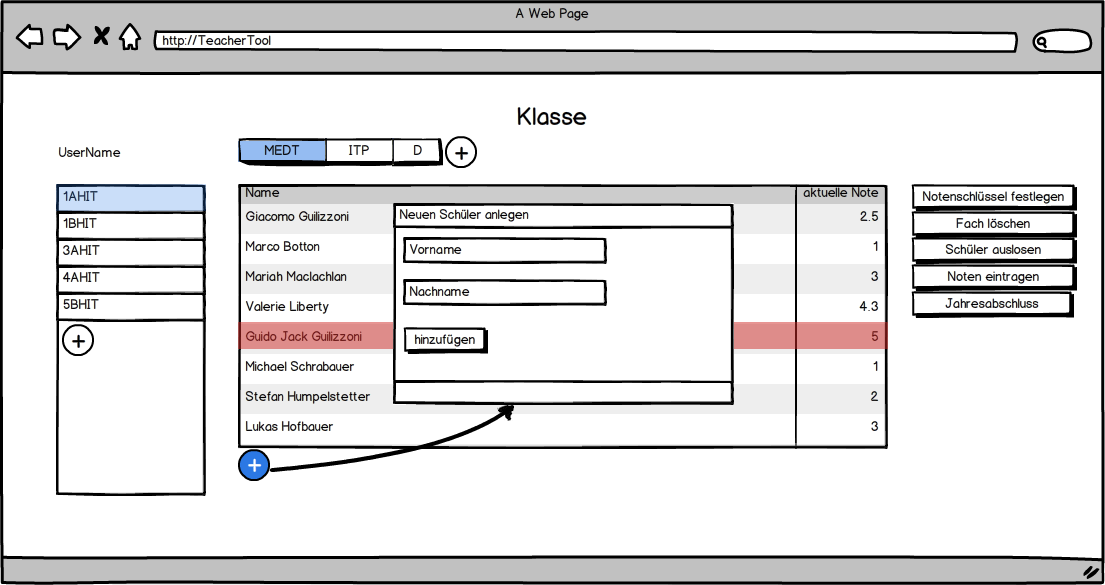 A Web Page
http://TeacherTool
Klasse
UserName
MEDT ITP D
1AHIT
1BHIT
3AHIT
4AHIT
5BHIT
Name aktuelle Note
Giacomo Guilizzoni 2.5
Marco Botton 1
Mariah Maclachlan 3
Valerie Liberty 4.3
Guido Jack Guilizzoni 5
Michael Schrabauer 1
Stefan Humpelstetter 2
Lukas Hofbauer 3
Neuen Schüler anlegen
Vorname
Nachname
hinzufügen
Notenschlüssel festlegen
Fach löschen
Schüler auslosen
Noten eintragen
Jahresabschluss